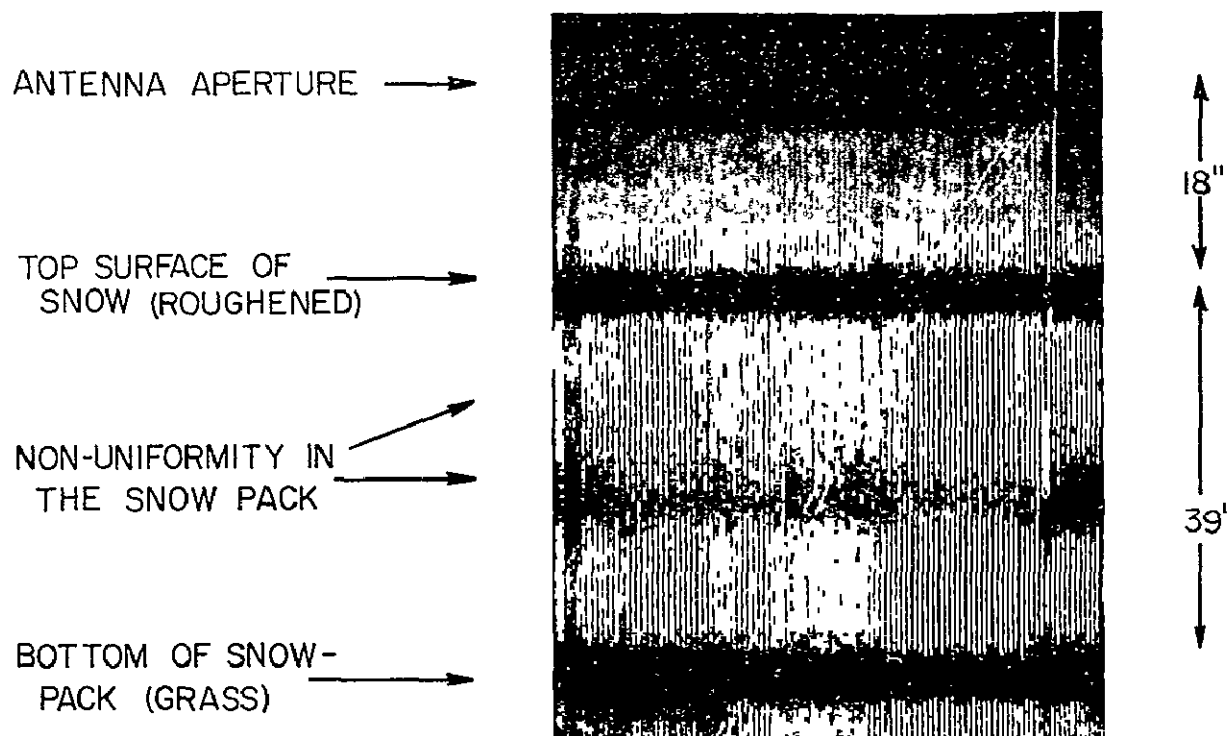 ANTENNA APERTURE
18"
TOP SURFACE OF
SNOW (ROUGHENED)
NON-UNIFORMITY IN
THE SNOW PACK
39'
BOTTOM OF SNOW-
PACK (GRASS)